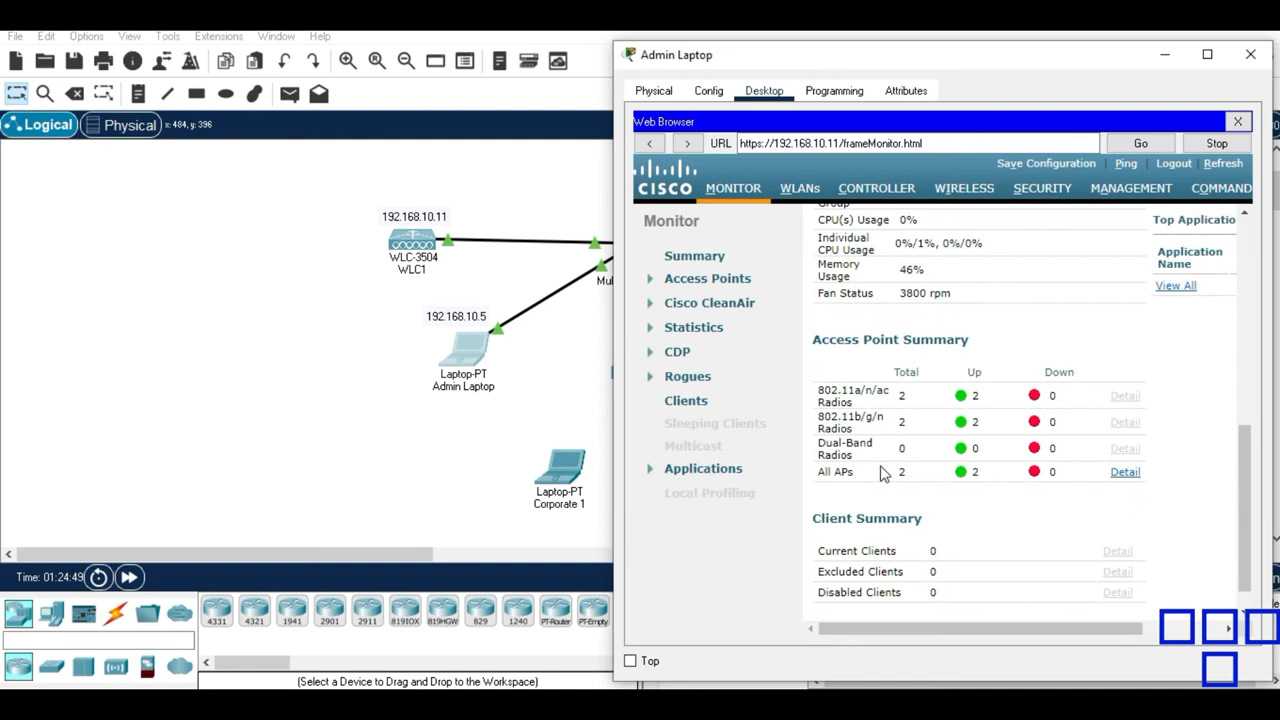 File Edit Options View Tools Extensions Window Help
Logical Physical x: 484, y: 396
192.168.10.11
WLC-3504
WLC1
Mul
192.168.10.5
Laptop-PT
Admin Laptop
Laptop-PT
Corporate 1
Time: 01:24:49
4331 4321 1941 2901 2911 819IOX 819HGW 829 1240 PT-Router PT-Empty
(Select a Device to Drag and Drop to the Workspace)
Admin Laptop
Physical Config Desktop Programming Attributes
Web Browser X
< > URL https://192.168.10.11/frameMonitor.html Go Stop
Save Configuration Ping Logout Refresh
CISCO MONITOR WLANs CONTROLLER WIRELESS SECURITY MANAGEMENT COMMAND
Monitor
Summary
Access Points
Cisco CleanAir
Statistics
CDP
Rogues
Clients
Sleeping Clients
Multicast
Applications
Local Profiling
Group
CPU(s) Usage 0%
Individual
CPU Usage 0%/1%, 0%/0%
Memory
Usage 46%
Fan Status 3800 rpm
Top Applicatio
Application
Name
View All
Access Point Summary
Total Up Down
802.11a/n/ac
Radios 2 2 0 Detail
802.11b/g/n
Radios 2 2 0 Detail
Dual-Band
Radios 0 0 0 Detail
All APs 2 2 0 Detail
Client Summary
Current Clients 0 Detail
Excluded Clients 0 Detail
Disabled Clients 0 Detail
Top